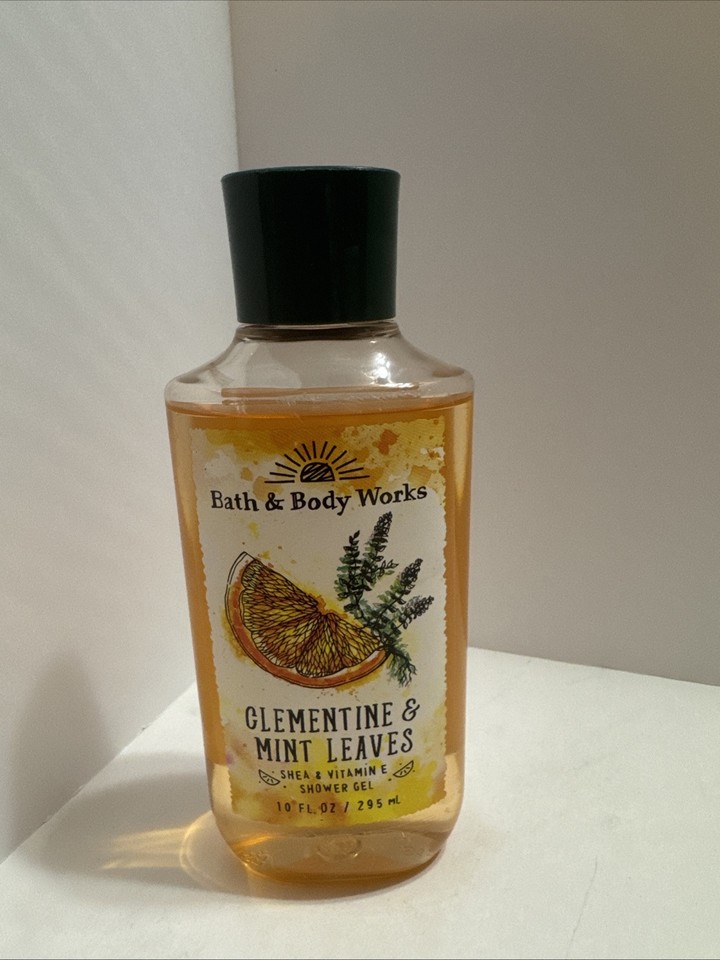 Bath & Body Works
CLEMENTINE &
MINT LEAVES
SHEA & VITAMIN E
SHOWER GEL
10 FL OZ / 295 mL